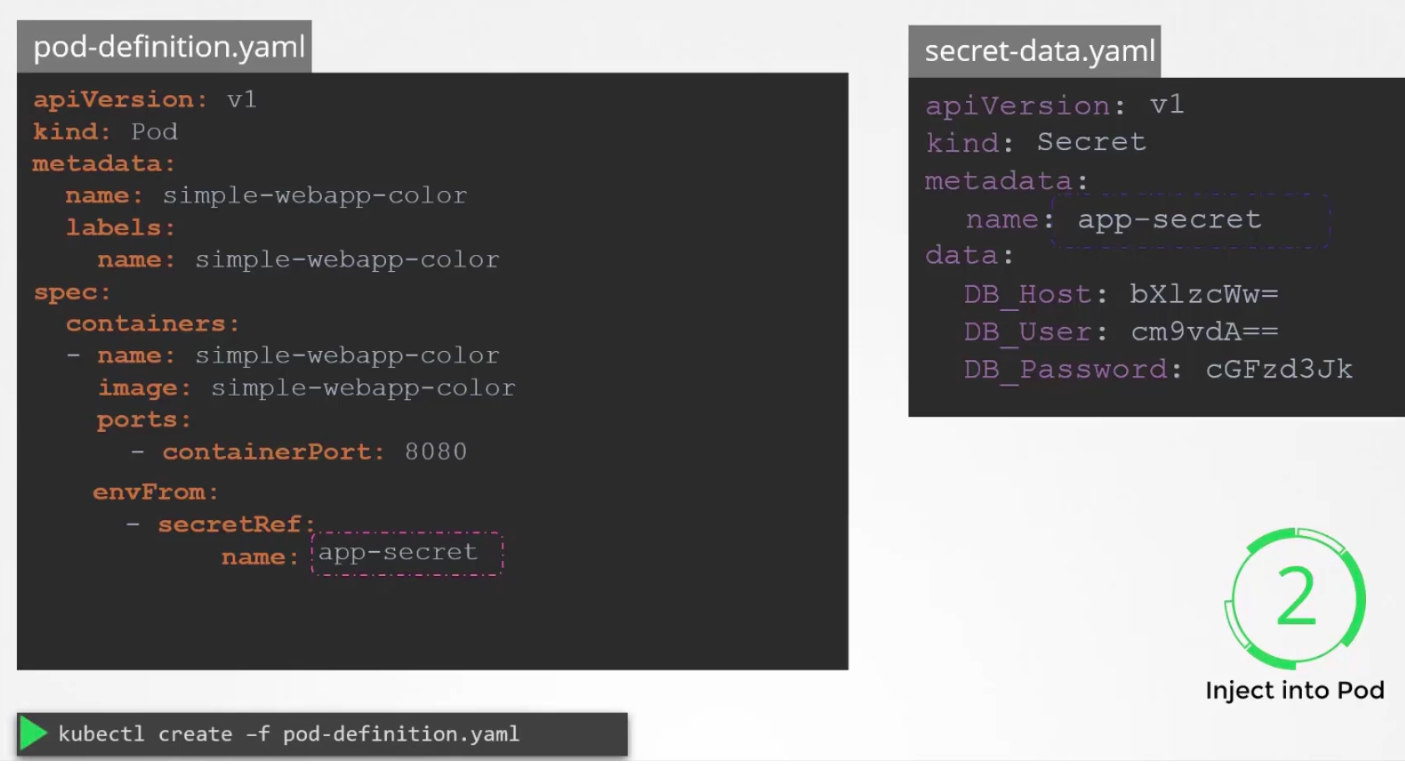 pod-definition.yaml
apiVersion: v1
kind: Pod
metadata:
  name: simple-webapp-color
  labels:
    name: simple-webapp-color
spec:
  containers:
  - name: simple-webapp-color
    image: simple-webapp-color
    ports:
      - containerPort: 8080
    envFrom:
      - secretRef:
            name: app-secret
kubectl create -f pod-definition.yaml
secret-data.yaml
apiVersion: v1
kind: Secret
metadata:
  name: app-secret
data:
  DB_Host: bXlzcWw=
  DB_User: cm9vdA==
  DB_Password: cGFzd3Jk
2
Inject into Pod